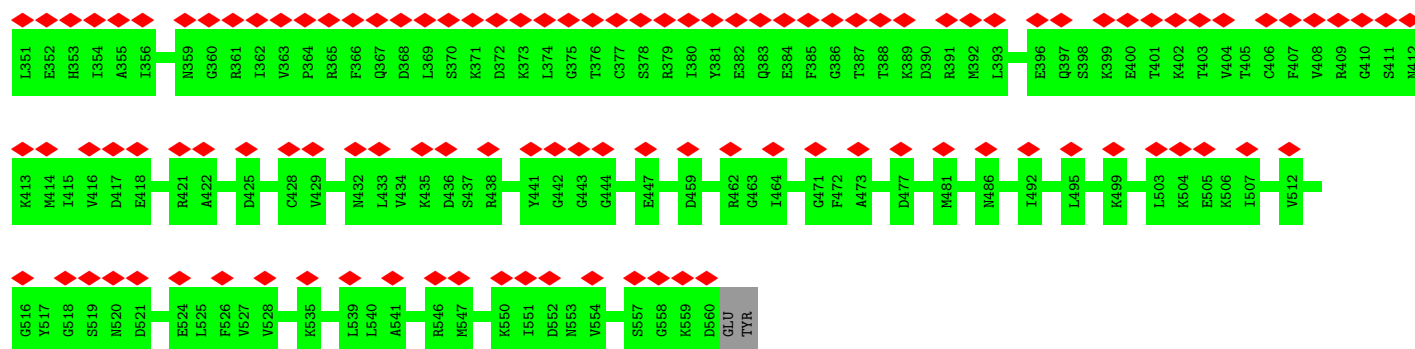 L351 E352 H353 I354 A355 I356 N359 G360 R361 I362 V363 P364 R365 F366 Q367 D368 L369 S370 K371 D372 K373 L374 G375 T376 C377 S378 R379 I380 Y381 E382 Q383 E384 F385 G386 T387 T388 K389 D390 R391 M392 L393 E396 Q397 S398 K399 E400 T401 K402 T403 V404 T405 C406 F407 V408 R409 G410 S411 N412
K413 M414 I415 V416 D417 E418 R421 A422 D425 C428 V429 N432 L433 V434 K435 D436 S437 R438 Y441 G442 G443 G444 E447 D459 R462 G463 I464 G471 F472 A473 D477 M481 N486 I492 L495 K499 L503 K504 E505 K506 I507 V512
G516 Y517 G518 S519 N520 D521 E524 L525 F526 V527 V528 K535 L539 L540 A541 R546 M547 K550 I551 D552 N553 V554 S557 G558 K559 D560 GLU TYR